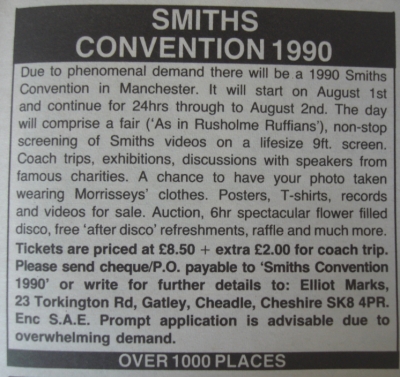 SMITHS
CONVENTION 1990
Due to phenomenal demand there will be a 1990 Smiths
Convention in Manchester. It will start on August 1st
and continue for 24hrs through to August 2nd. The day
will comprise a fair (‘As in Rusholme Ruffians’), non-stop
screening of Smiths videos on a lifesize 9ft. screen.
Coach trips, exhibitions, discussions with speakers from
famous charities. A chance to have your photo taken
wearing Morrisseys’ clothes. Posters, T-shirts, records
and videos for sale. Auction, 6hr spectacular flower filled
disco, free ‘after disco’ refreshments, raffle and much more.
Tickets are priced at £8.50 + extra £2.00 for coach trip.
Please send cheque/P.O. payable to ‘Smiths Convention
1990’ or write for further details to: Elliot Marks,
23 Torkington Rd, Gatley, Cheadle, Cheshire SK8 4PR.
Enc S.A.E. Prompt application is advisable due to
overwhelming demand.
OVER 1000 PLACES